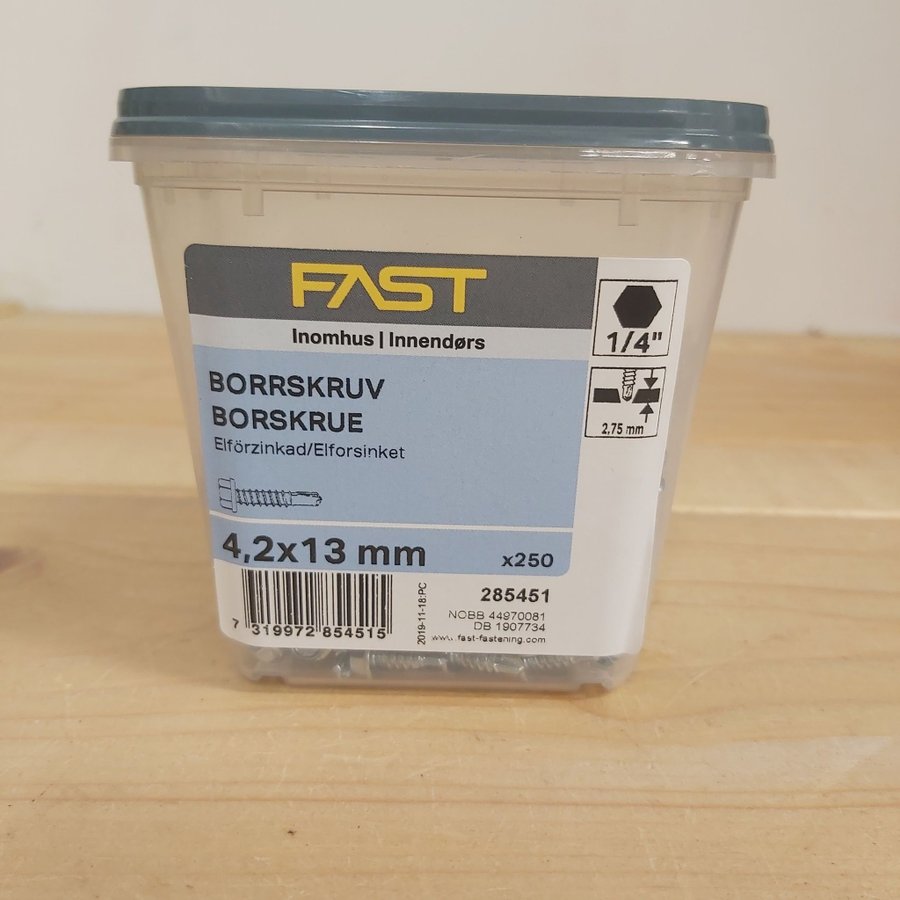 FAST
Inomhus | Innendørs
1/4"
BORRSKRUV
BORSKRUE
Elförzinkad/Elforsinket
2,75 mm
4,2x13 mm
x250
285451
NOBB 44970081
DB 1907734
www.fast-fastening.com
7 319972 854515
2019-11-18:PC